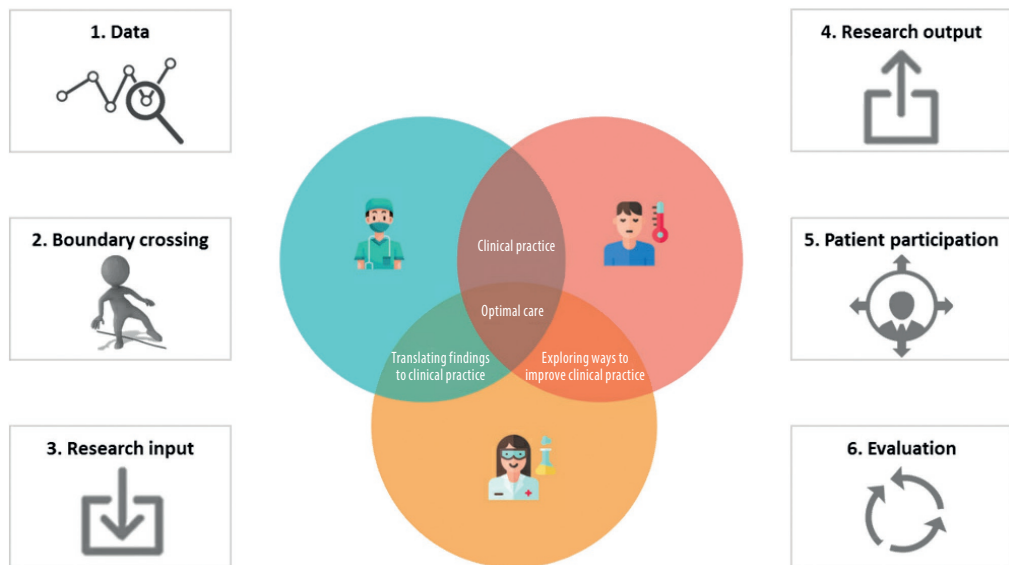 1. Data
2. Boundary crossing
3. Research input
Clinical practice
Optimal care
Translating findings
to clinical practice
Exploring ways to
improve clinical practice
4. Research output
5. Patient participation
6. Evaluation